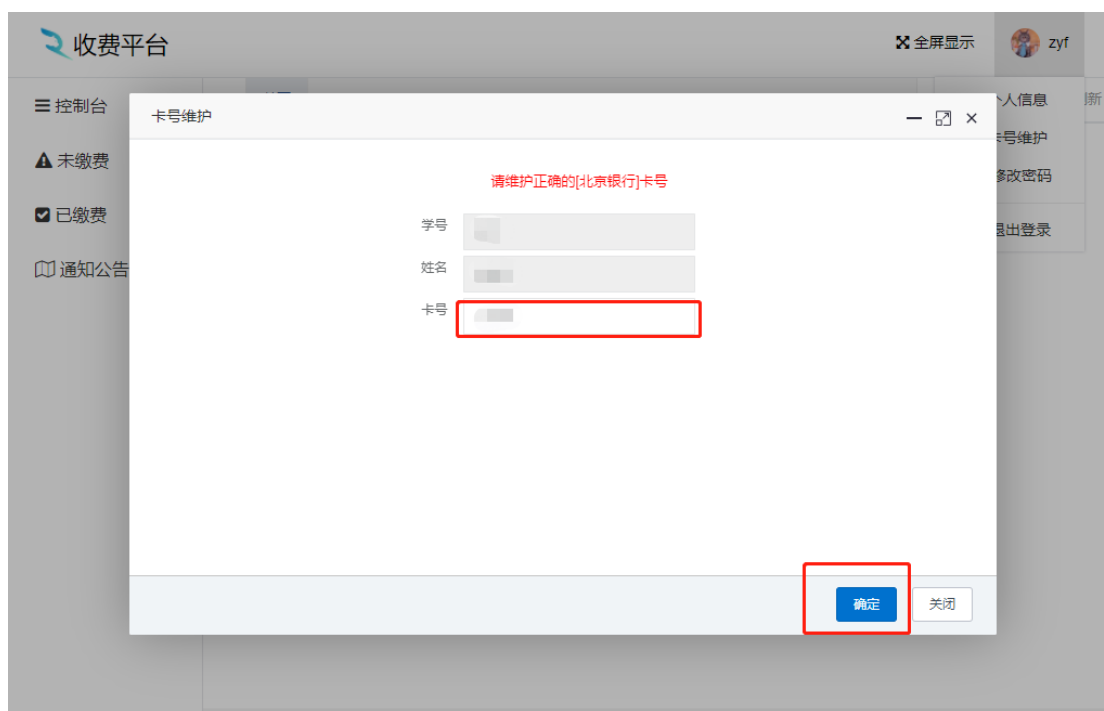 收费平台
全屏显示
zyf
控制台
未缴费
已缴费
通知公告
人信息
号维护
修改密码
退出登录
新
卡号维护
请维护正确的[北京银行]卡号
学号
姓名
卡号
确定
关闭